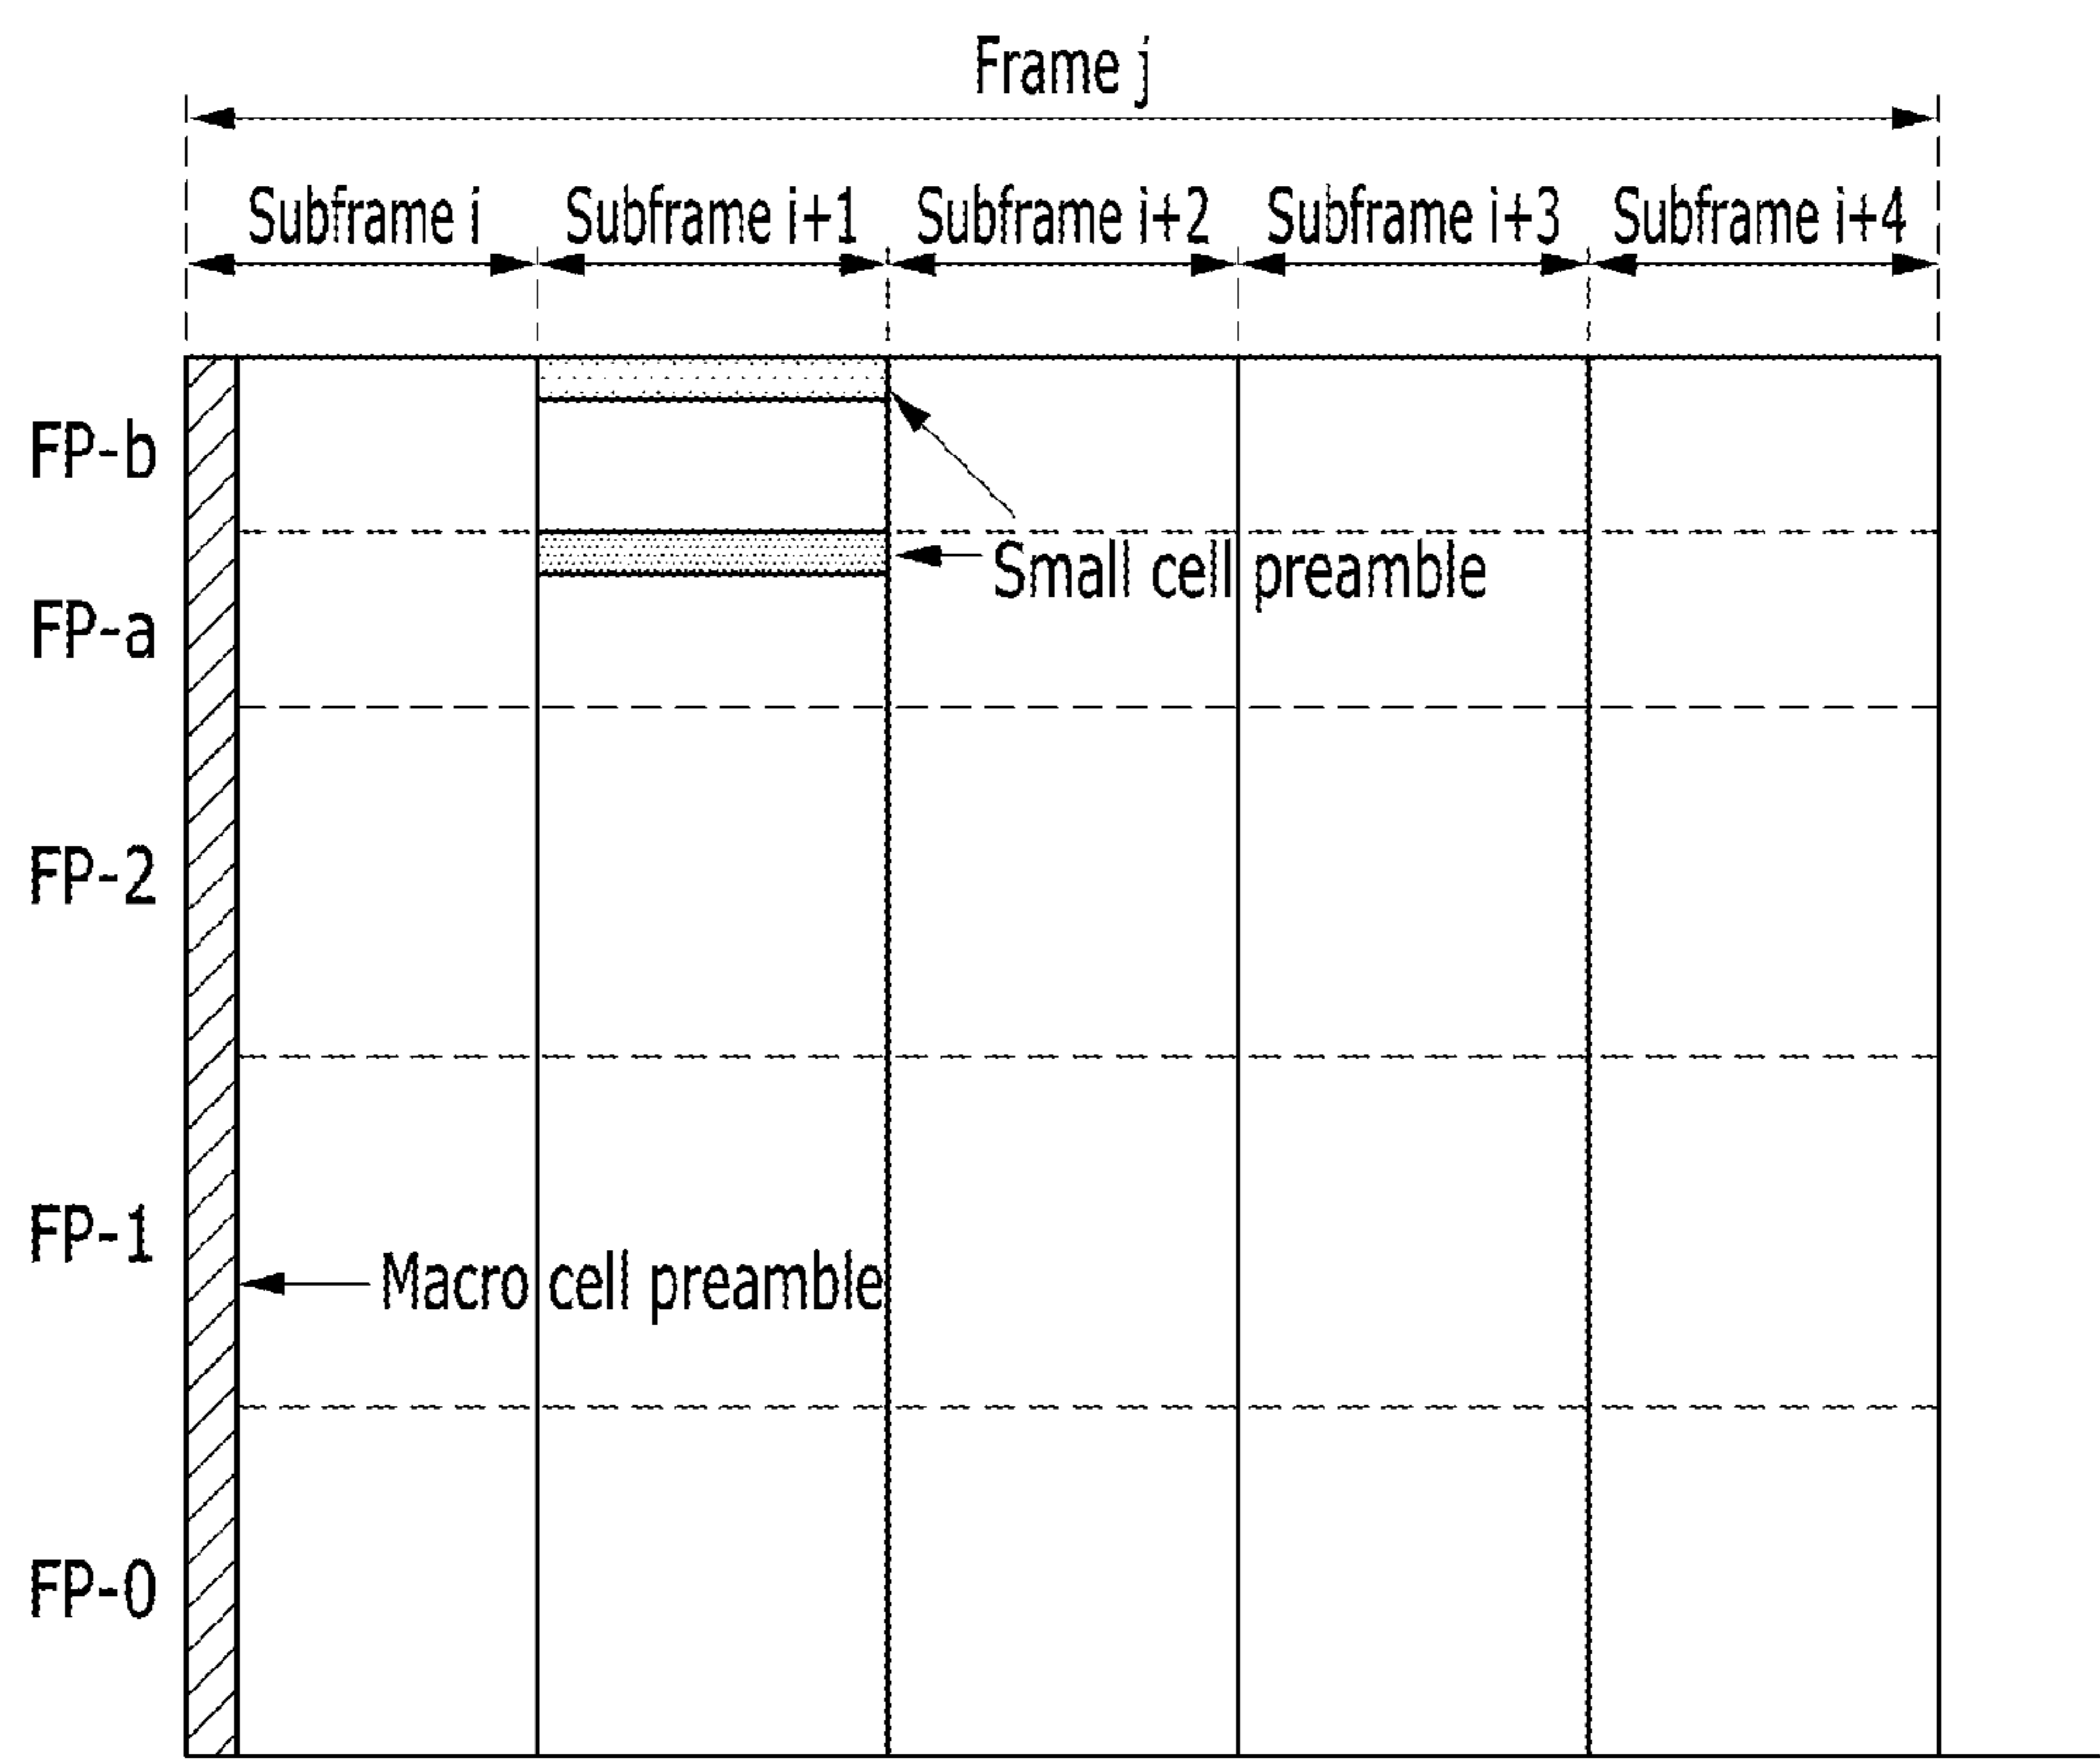 Frame j
Subframe i
Subframe i+1
Subframe i+2
Subframe i+3
Subframe i+4
FP-b
Small cell preamble
FP-a
FP-2
FP-1
Macro cell preamble
FP-0